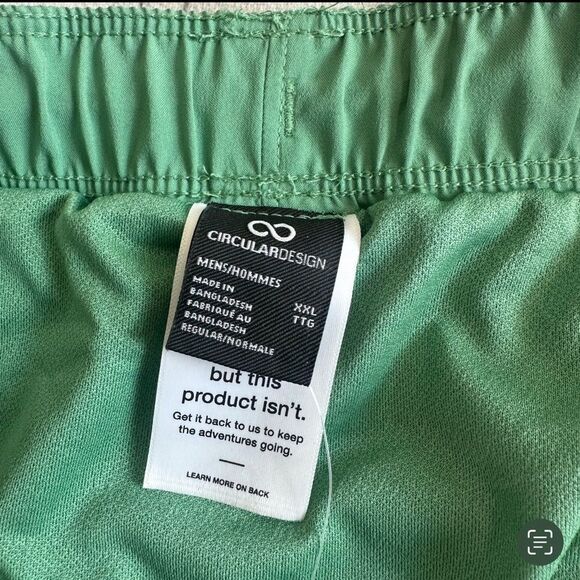 CIRCULARDESIGN
MENS/HOMMES
MADE IN
BANGLADESH XXL
FABRIQUÉ AU TTG
BANGLADESH
REGULAR/NORMALE
but this
product isn't.
Get it back to us to keep
the adventures going.
LEARN MORE ON BACK